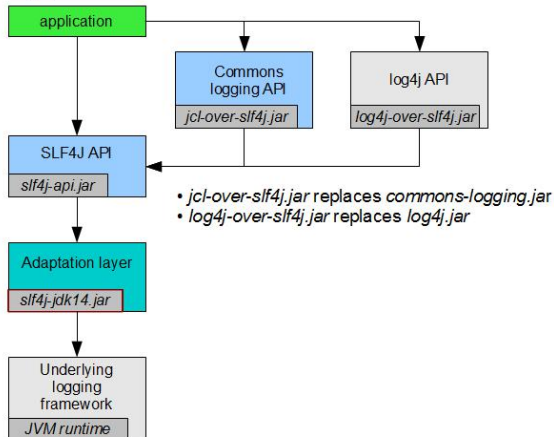 application
Commons
logging API
jcl-over-slf4j.jar
log4j API
log4j-over-slf4j.jar
SLF4J API
slf4j-api.jar
• jcl-over-slf4j.jar replaces commons-logging.jar
• log4j-over-slf4j.jar replaces log4j.jar
Adaptation layer
slf4j-jdk14.jar
Underlying
logging
framework
JVM runtime